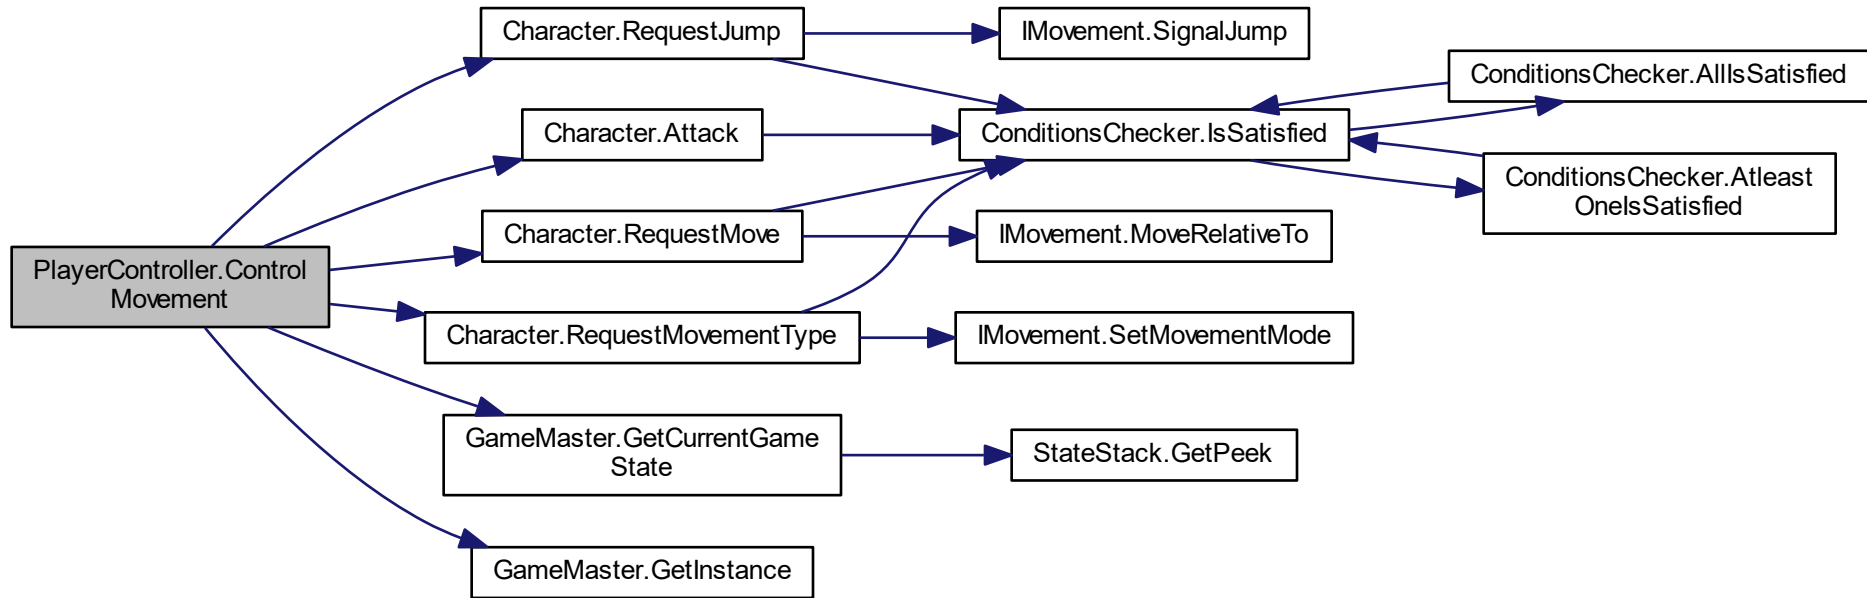 Character.RequestJump
IMovement.SignalJump
ConditionsChecker.AllIsSatisfied
Character.Attack
ConditionsChecker.IsSatisfied
ConditionsChecker.Atleast
OneIsSatisfied
Character.RequestMove
IMovement.MoveRelativeTo
PlayerController.Control
Movement
Character.RequestMovementType
IMovement.SetMovementMode
GameMaster.GetCurrentGame
State
StateStack.GetPeek
GameMaster.GetInstance